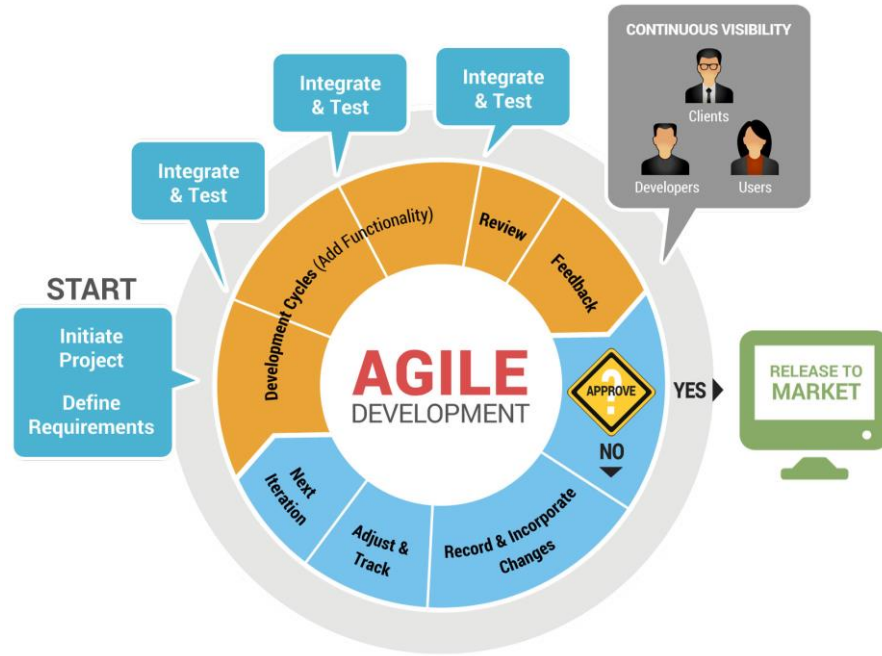 START
Initiate
Project
Define
Requirements
Integrate
& Test
Integrate
& Test
Integrate
& Test
CONTINUOUS VISIBILITY
Clients
Developers
Users
Development Cycles (Add Functionality)
Review
Feedback
APPROVE
?
YES
NO
RELEASE TO
MARKET
Record & Incorporate
Changes
Adjust &
Track
Next
Iteration
AGILE
DEVELOPMENT